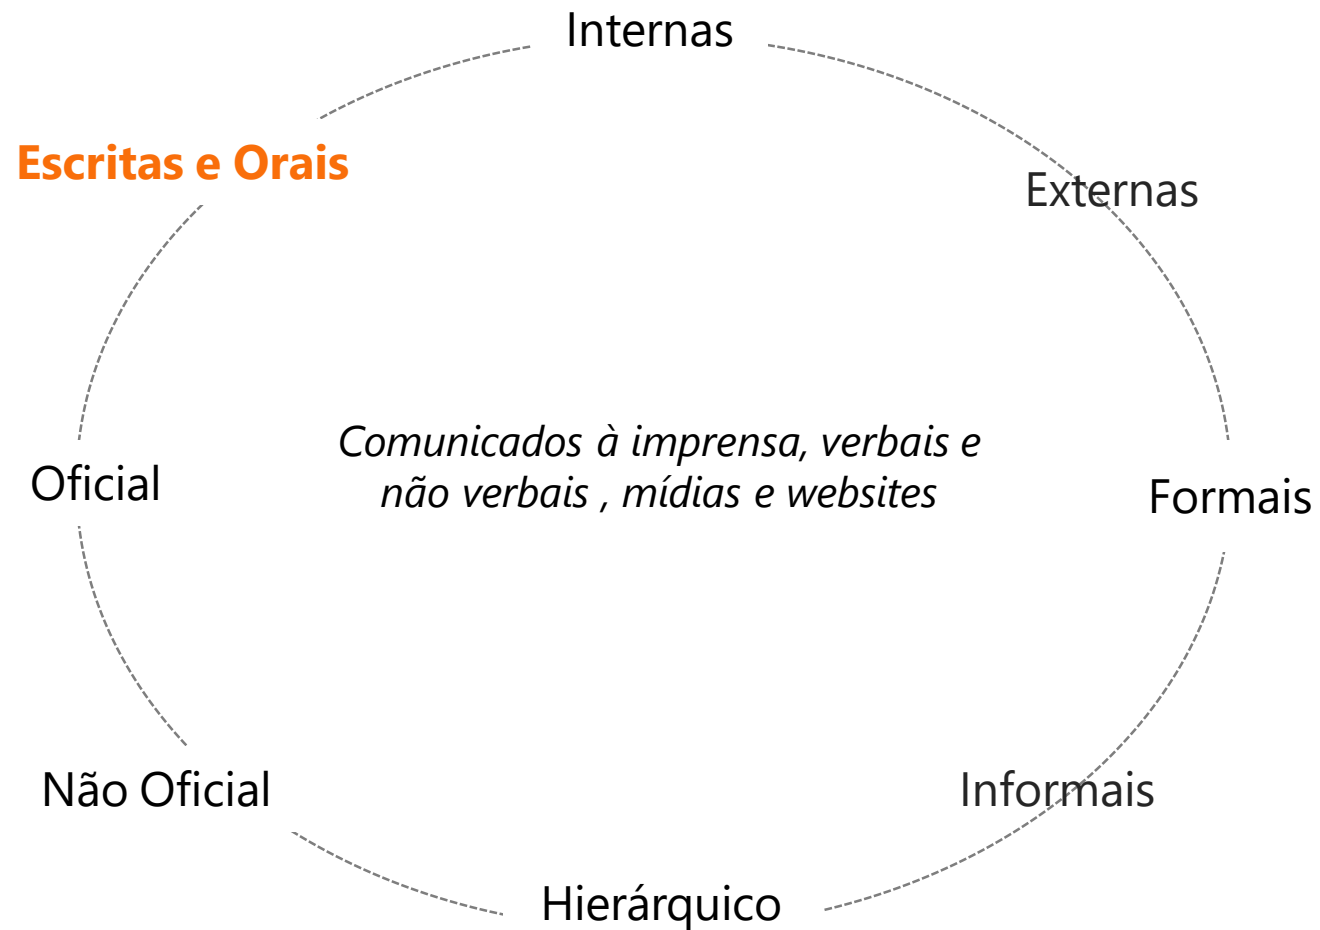 Internas
Escritas e Orais
Externas
Comunicados à imprensa, verbais e
não verbais , mídias e websites
Oficial
Formais
Não Oficial
Informais
Hierárquico